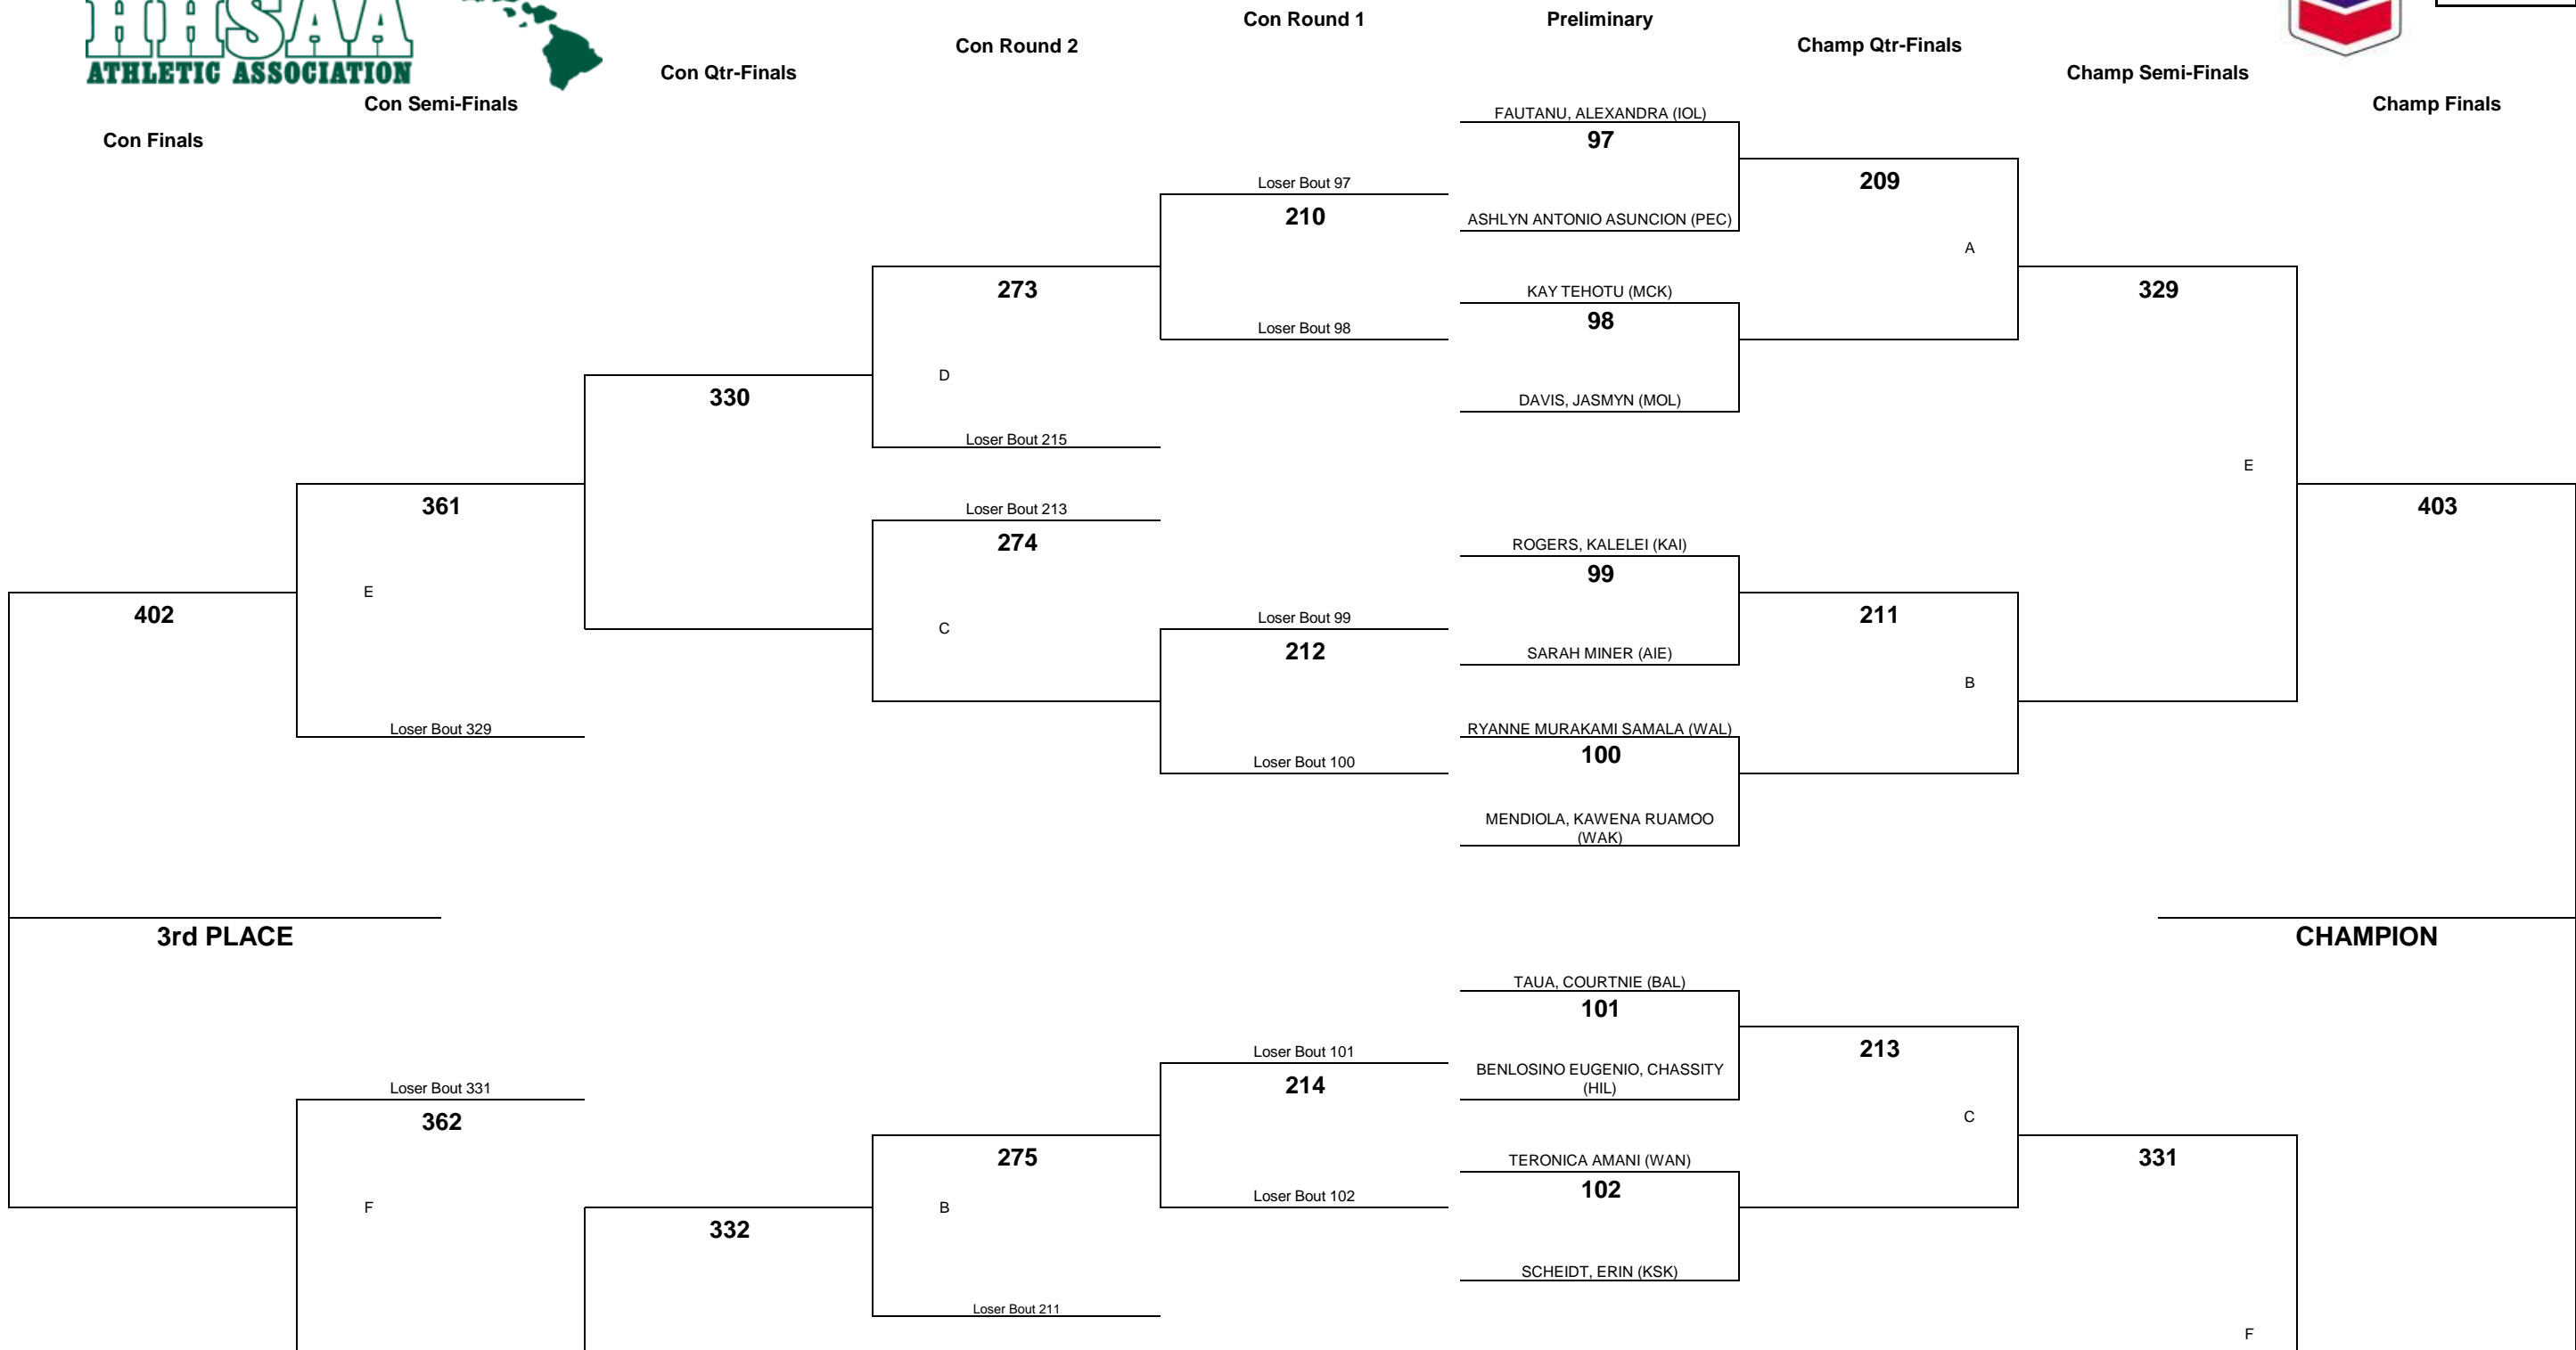 HHSAA
ATHLETIC ASSOCIATION
Con Round 1
Preliminary
Con Round 2
Champ Qtr-Finals
Con Qtr-Finals
Champ Semi-Finals
Con Semi-Finals
Champ Finals
Con Finals
FAUTANU, ALEXANDRA (IOL)
97
Loser Bout 97
209
210
ASHLYN ANTONIO ASUNCION (PEC)
A
273
KAY TEHOTU (MCK)
329
98
Loser Bout 98
D
330
DAVIS, JASMYN (MOL)
Loser Bout 215
E
361
Loser Bout 213
403
274
ROGERS, KALELEI (KAI)
99
E
402
Loser Bout 99
211
C
212
SARAH MINER (AIE)
B
Loser Bout 329
RYANNE MURAKAMI SAMALA (WAL)
100
Loser Bout 100
MENDIOLA, KAWENA RUAMOO
(WAK)
3rd PLACE
CHAMPION
TAUA, COURTNIE (BAL)
101
Loser Bout 101
213
Loser Bout 331
214
BENLOSINO EUGENIO, CHASSITY
(HIL)
362
C
275
TERONICA AMANI (WAN)
331
102
Loser Bout 102
F
B
332
SCHEIDT, ERIN (KSK)
Loser Bout 211
F